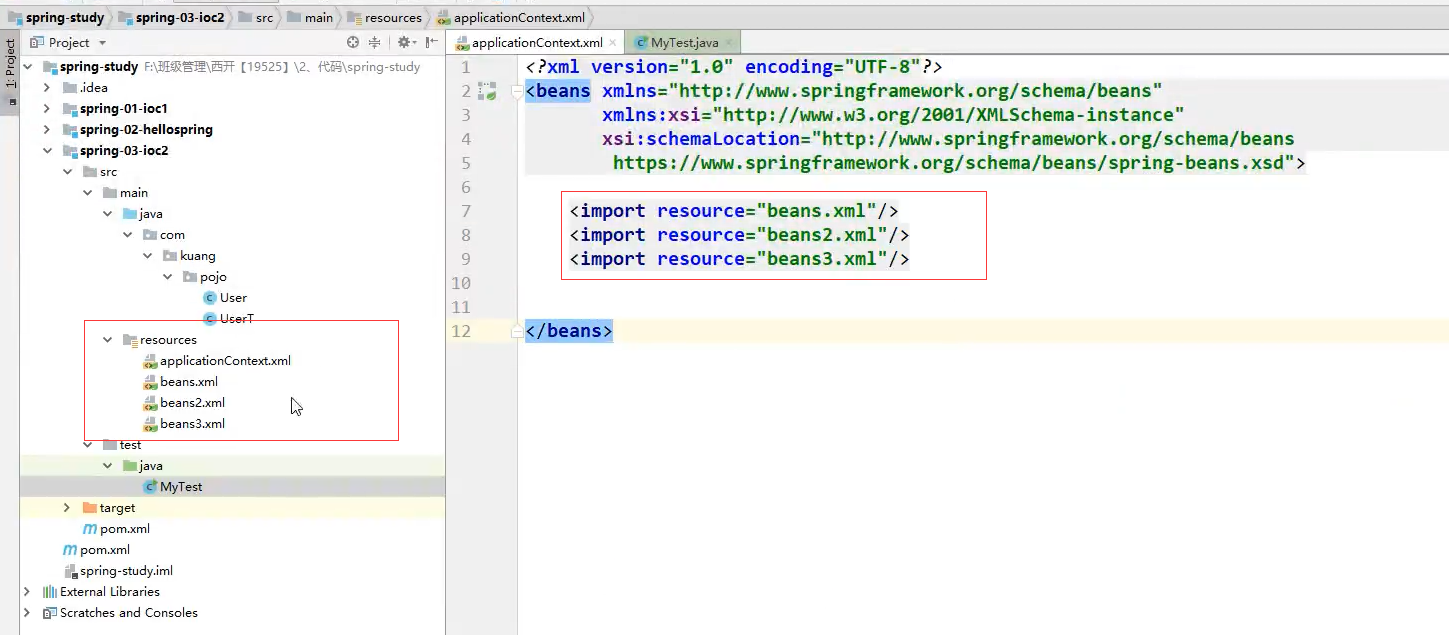 spring-study spring-03-ioc2 src main resources applicationContext.xml
1: Project
Project
spring-study F:\班级管理\西开【19525】\2、代码\spring-study
.idea
spring-01-ioc1
spring-02-hellospring
spring-03-ioc2
src
main
java
com
kuang
pojo
User
UserT
resources
applicationContext.xml
beans.xml
beans2.xml
beans3.xml
test
java
MyTest
target
pom.xml
pom.xml
spring-study.iml
External Libraries
Scratches and Consoles
applicationContext.xml MyTest.java
1 <?xml version="1.0" encoding="UTF-8"?>
2 <beans xmlns="http://www.springframework.org/schema/beans"
3 xmlns:xsi="http://www.w3.org/2001/XMLSchema-instance"
4 xsi:schemaLocation="http://www.springframework.org/schema/beans
5 https://www.springframework.org/schema/beans/spring-beans.xsd">
6
7 <import resource="beans.xml"/>
8 <import resource="beans2.xml"/>
9 <import resource="beans3.xml"/>
10
11
12 </beans>